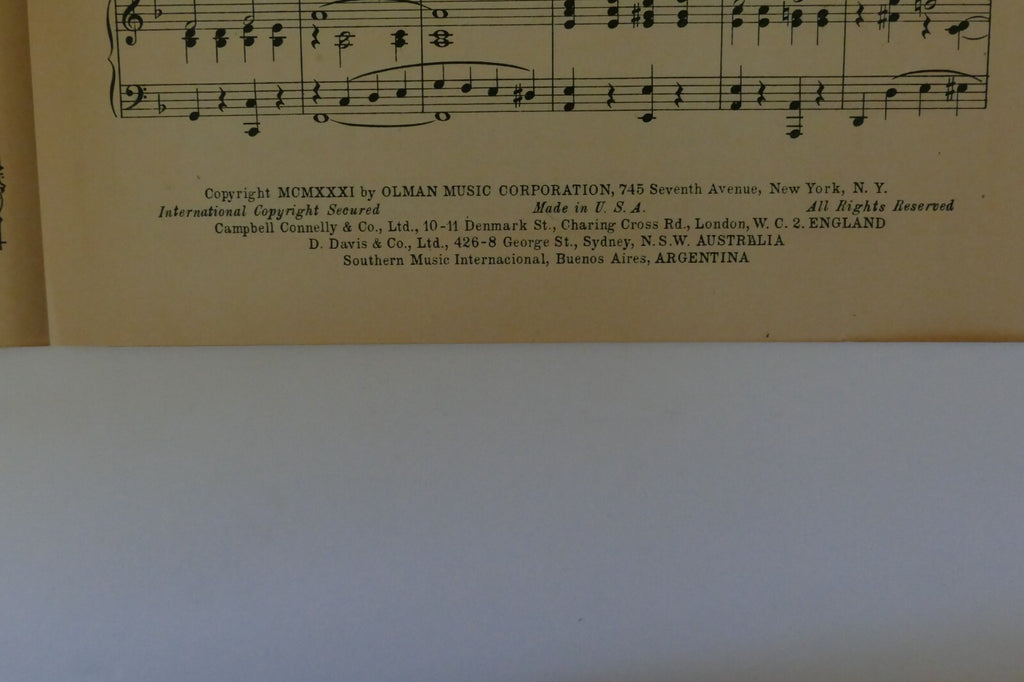 Copyright MCMXXXI by OLMAN MUSIC CORPORATION, 745 Seventh Avenue, New York, N. Y.
International Copyright Secured Made in U. S. A. All Rights Reserved
Campbell Connelly & Co., Ltd., 10-11 Denmark St., Charing Cross Rd., London, W. C. 2. ENGLAND
D. Davis & Co., Ltd., 426-8 George St., Sydney, N.S.W. AUSTRALIA
Southern Music Internacional, Buenos Aires, ARGENTINA